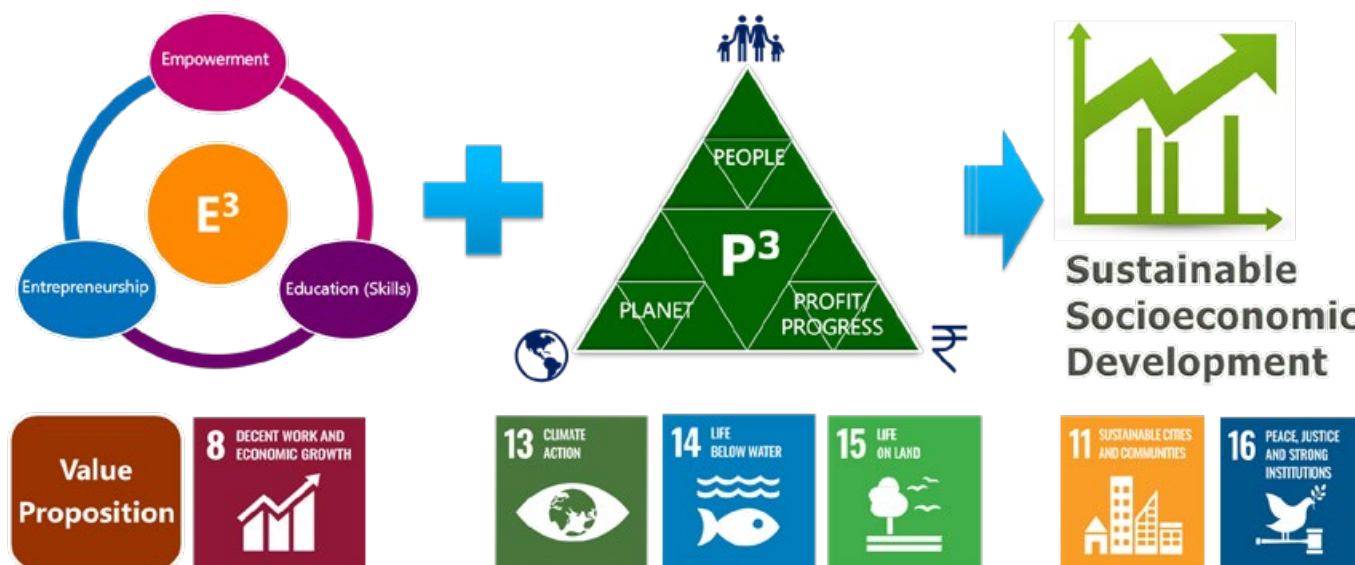 Empowerment
E³
Entrepreneurship
Education (Skills)
PEOPLE
P³
PLANET
PROFIT/
PROGRESS
₹
Sustainable
Socioeconomic
Development
Value
Proposition
8 DECENT WORK AND
ECONOMIC GROWTH
13 CLIMATE
ACTION
14 LIFE
BELOW WATER
15 LIFE
ON LAND
11 SUSTAINABLE CITIES
AND COMMUNITIES
16 PEACE, JUSTICE
AND STRONG
INSTITUTIONS